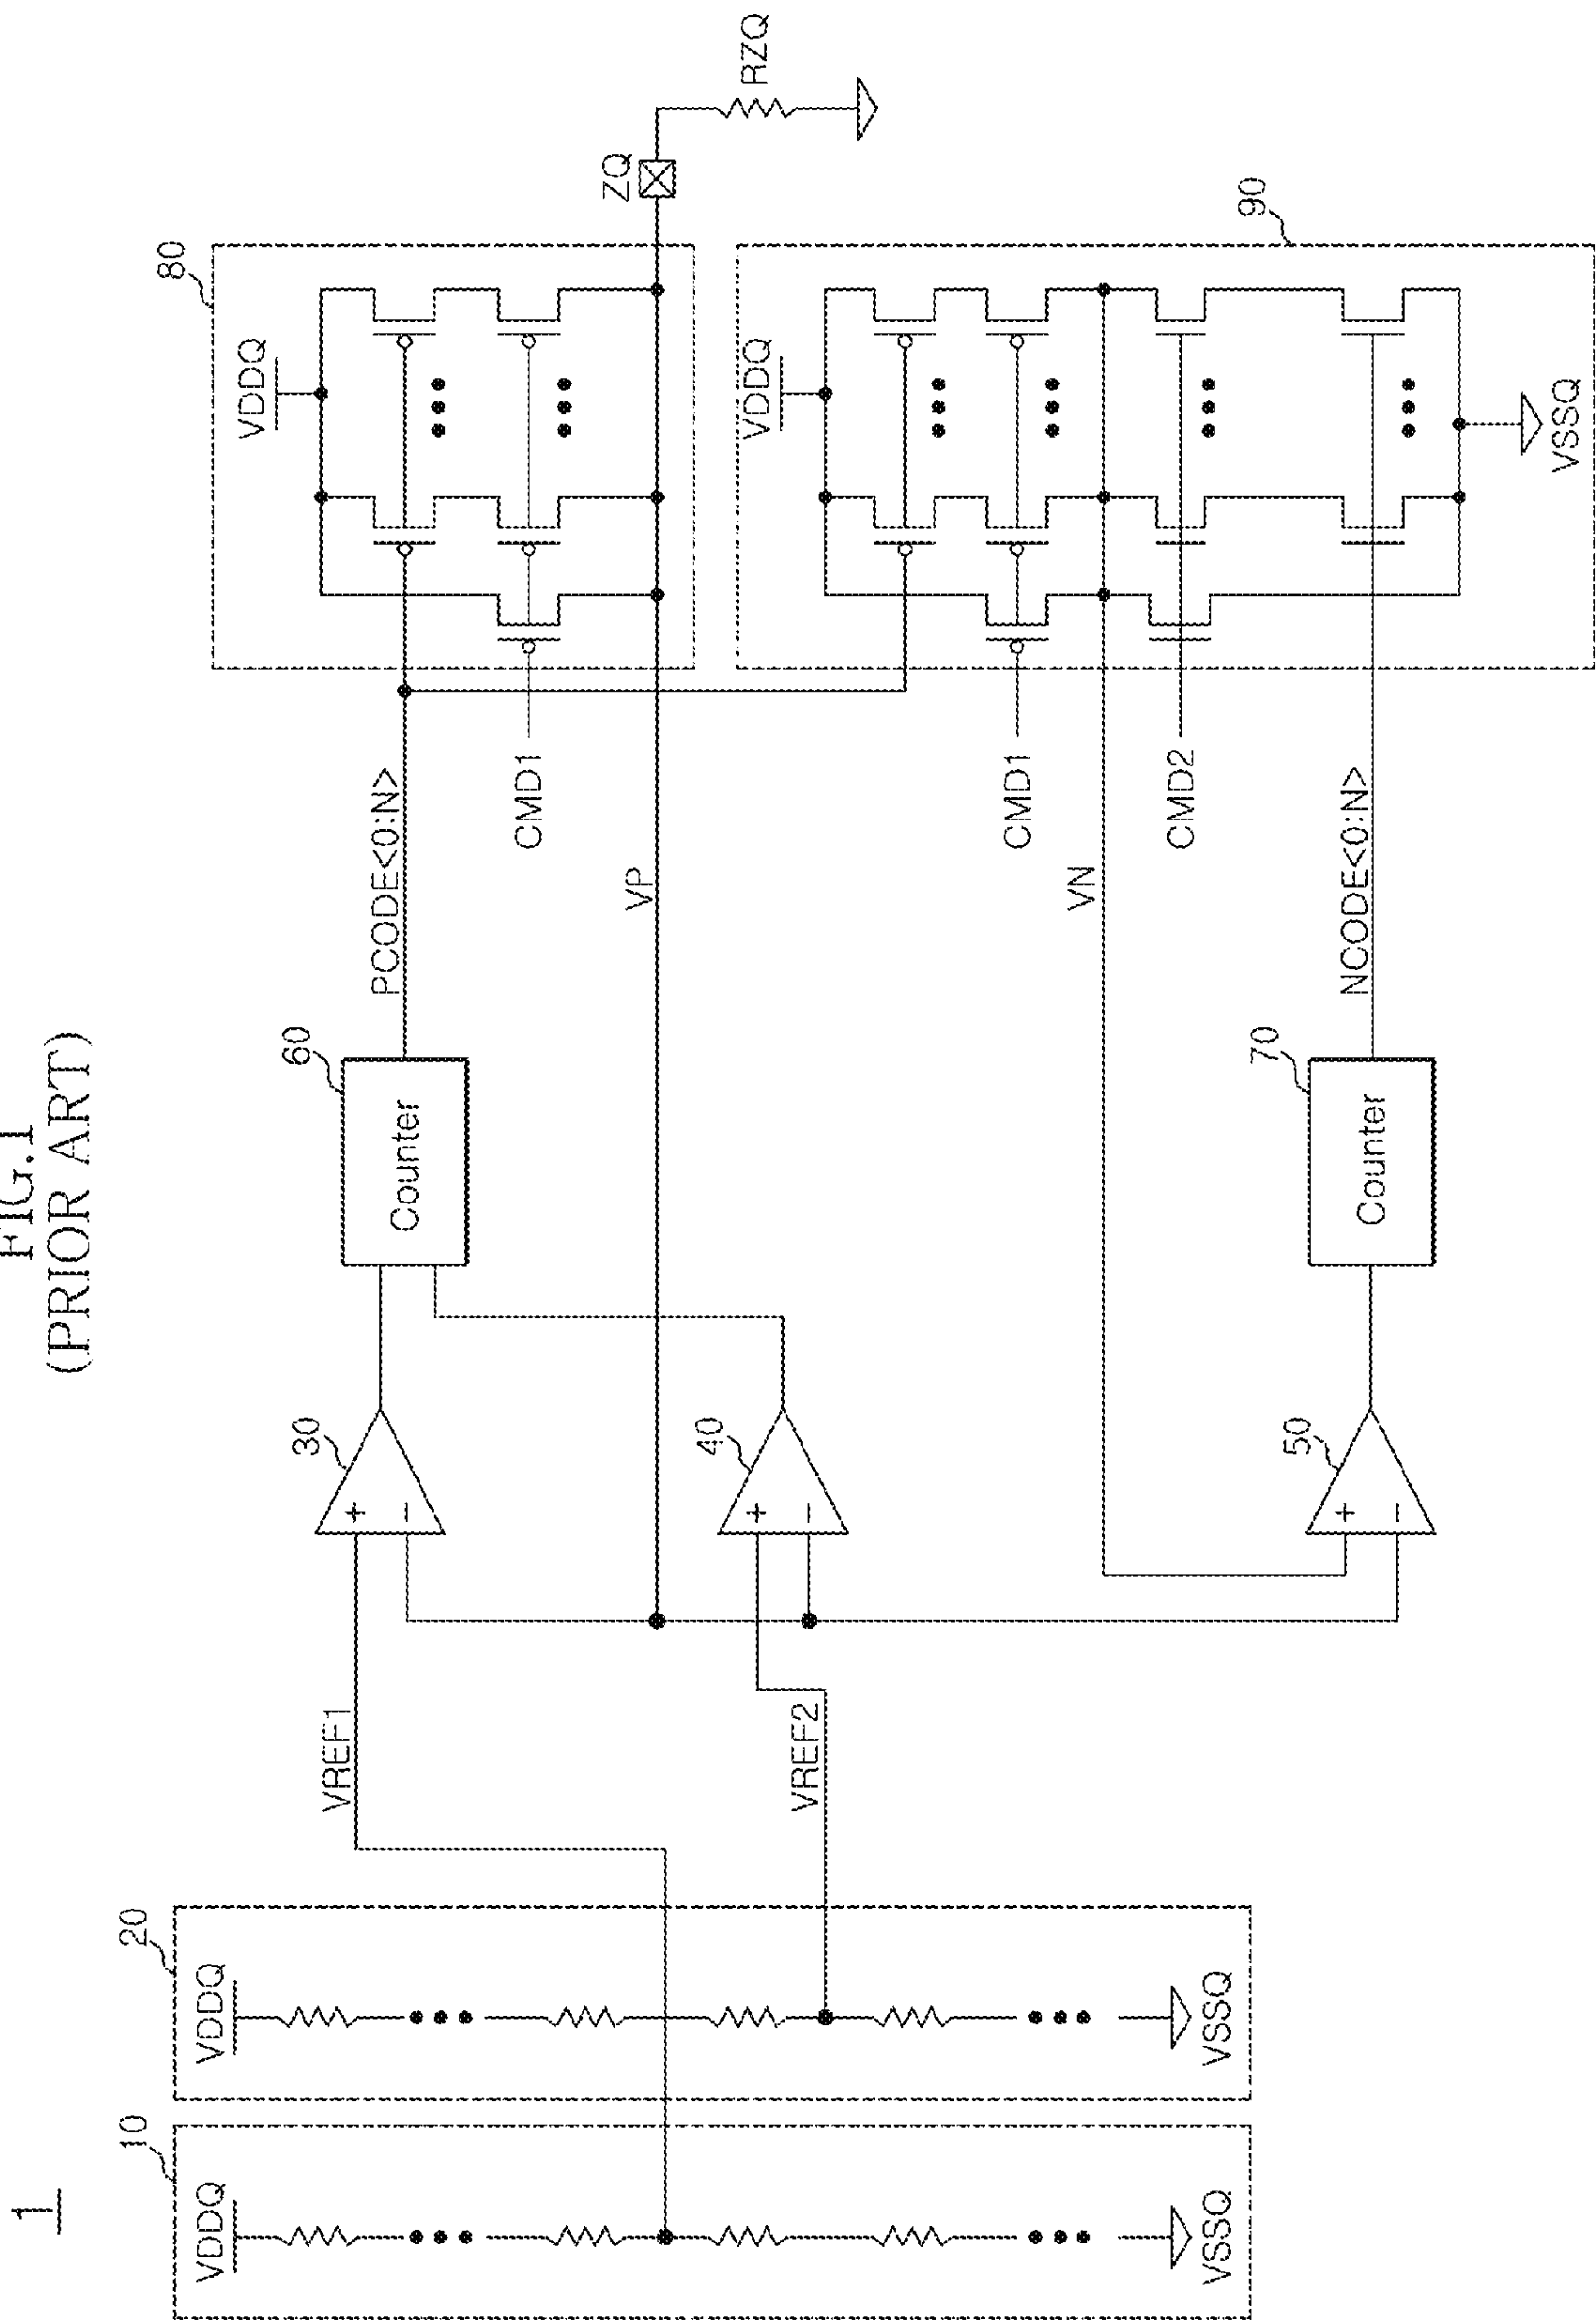 FIG.1
(PRIOR ART)
1
10
VDDQ
VSSQ
20
VDDQ
VSSQ
VREF1
VREF2
30
+
−
40
+
−
50
+
−
60
Counter
70
Counter
PCODE<0:N>
CMD1
VP
CMD1
VN
CMD2
NCODE<0:N>
80
VDDQ
90
VDDQ
VSSQ
ZQ
RZQ